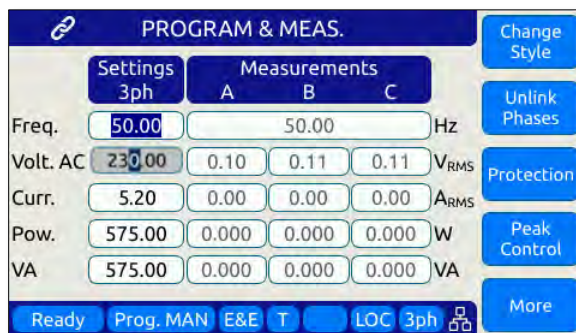 PROGRAM & MEAS.
Settings 3ph
Measurements
A B C
Freq. 50.00 50.00 Hz
Volt. AC 230.00 0.10 0.11 0.11 VRMS
Curr. 5.20 0.00 0.00 0.00 ARMS
Pow. 575.00 0.000 0.000 0.000 W
VA 575.00 0.000 0.000 0.000 VA
Ready Prog. MAN E&E T LOC 3ph
Change
Style
Unlink
Phases
Protection
Peak
Control
More